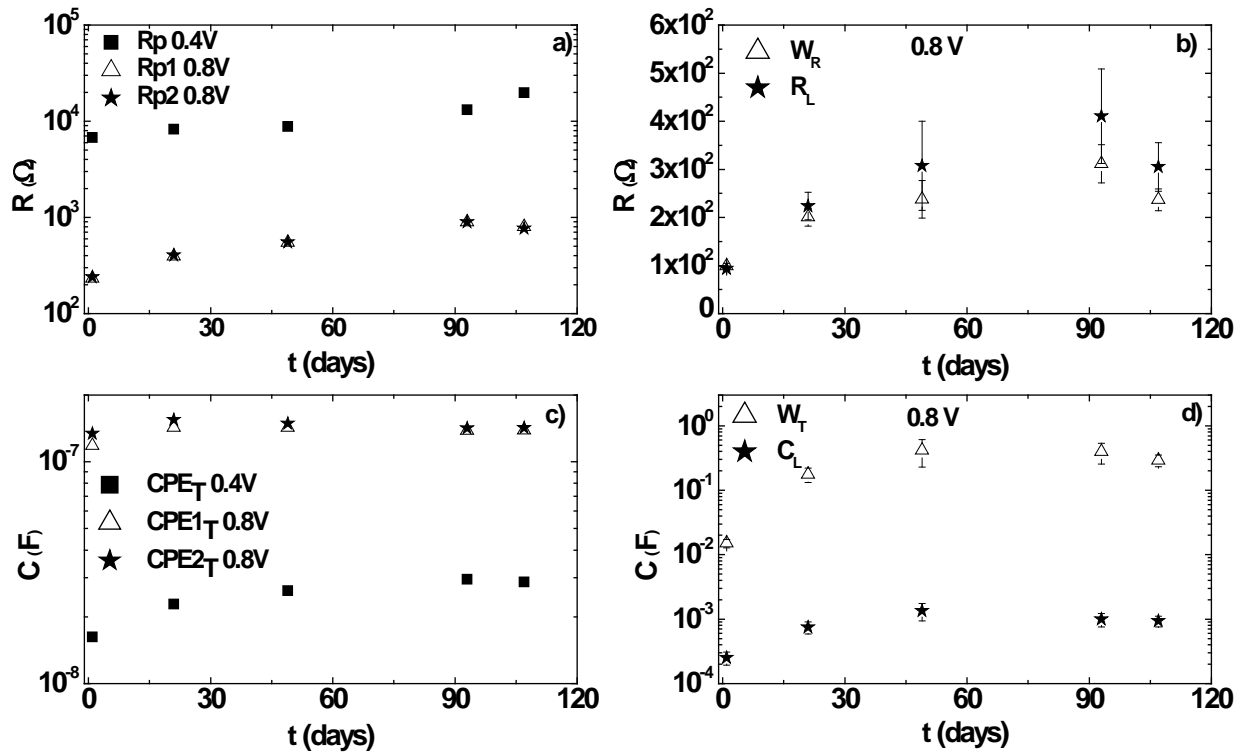 a)
Rp 0.4V
Rp1 0.8V
Rp2 0.8V
10^5
10^4
10^3
10^2
R (Ω)
0 30 60 90 120
t (days)
b)
0.8 V
W_R
R_L
6x10^2
5x10^2
4x10^2
3x10^2
2x10^2
1x10^2
0
R (Ω)
0 30 60 90 120
t (days)
c)
10^-7
10^-8
CPE_T 0.4V
CPE1_T 0.8V
CPE2_T 0.8V
C (F)
0 30 60 90 120
t (days)
d)
0.8 V
W_T
C_L
10^0
10^-1
10^-2
10^-3
10^-4
C (F)
0 30 60 90 120
t (days)